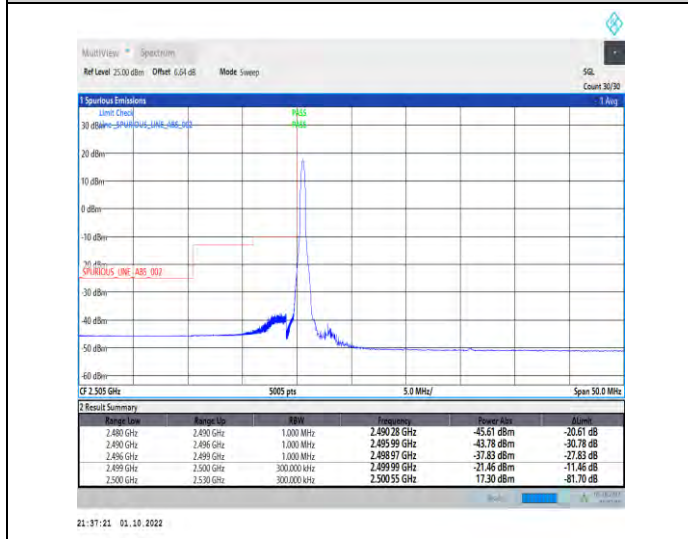 MultiView Spectrum
Ref Level 25.00 dBm Offset 6.64 dB Mode Sweep SGL
Count 30/30
1 Spurious Emissions 1 Avg
Limit Check PASS
30 dBm Line _SPURIOUS_LINE_ABS_002 PASS
20 dBm
10 dBm
0 dBm
-10 dBm
-20 dBm
SPURIOUS_LINE_ABS_002
-30 dBm
-40 dBm
-50 dBm
-60 dBm
CF 2.505 GHz 5005 pts 5.0 MHz/ Span 50.0 MHz
2 Result Summary
Range Low Range Up RBW Frequency Power Abs ΔLimit
2.480 GHz 2.490 GHz 1.000 MHz 2.490 28 GHz -45.61 dBm -20.61 dB
2.490 GHz 2.496 GHz 1.000 MHz 2.495 99 GHz -43.78 dBm -30.78 dB
2.496 GHz 2.499 GHz 1.000 MHz 2.498 97 GHz -37.83 dBm -27.83 dB
2.499 GHz 2.500 GHz 300.000 kHz 2.499 99 GHz -21.46 dBm -11.46 dB
2.500 GHz 2.530 GHz 300.000 kHz 2.500 55 GHz 17.30 dBm -81.70 dB
21:37:21 01.10.2022